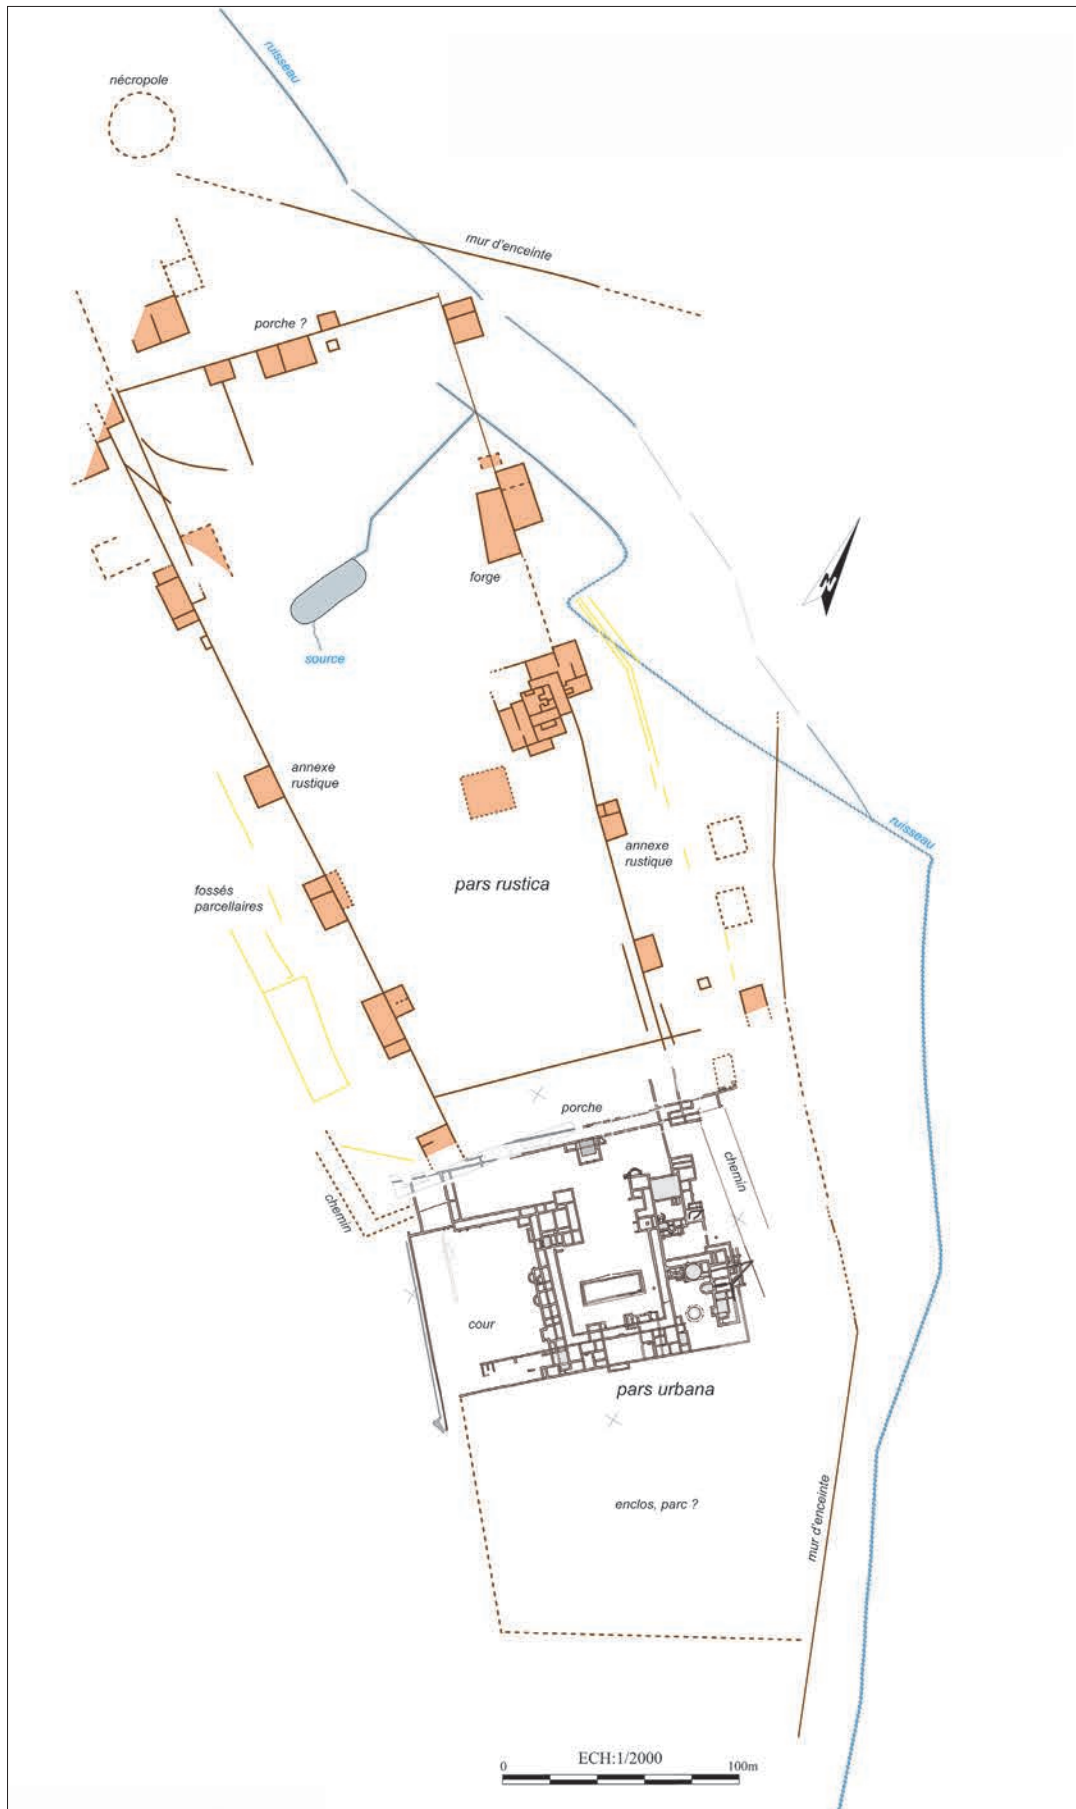 ruisseau
nécropole
mur d'enceinte
porche ?
N
forge
source
annexe
rustique
ruisseau
annexe
rustique
pars rustica
fossés
parcellaires
porche
chemin
chemin
cour
pars urbana
enclos, parc ?
mur d'enceinte
ECH:1/2000
0
100m